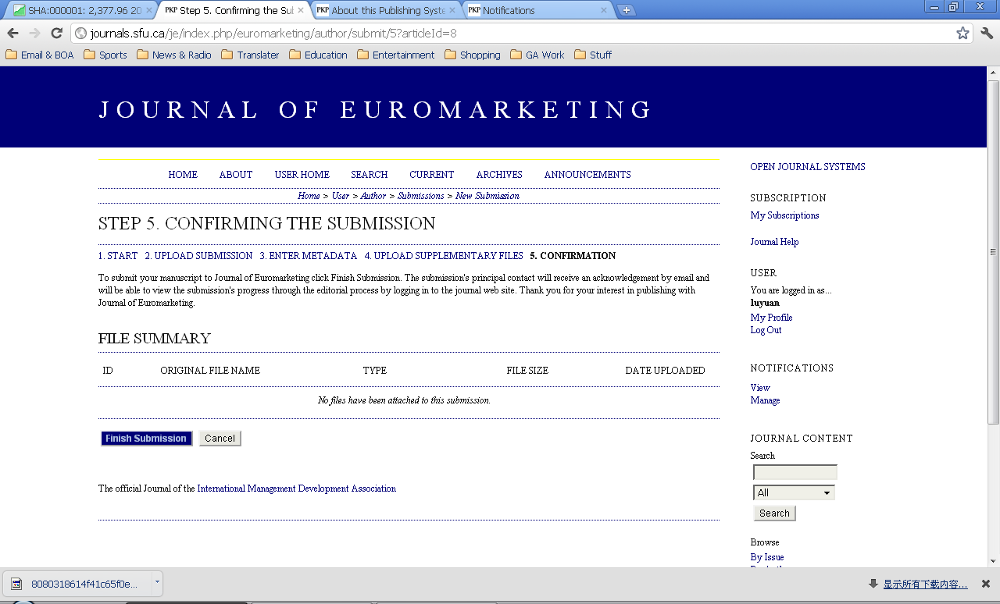 SHA:000001: 2,377.96 20
PKP Step 5. Confirming the Su
PKP About this Publishing Syste
PKP Notifications
journals.sfu.ca/je/index.php/euromarketing/author/submit/5?articleId=8
Email & BOA Sports News & Radio Translater Education Entertainment Shopping GA Work Stuff
JOURNAL OF EUROMARKETING
HOME ABOUT USER HOME SEARCH CURRENT ARCHIVES ANNOUNCEMENTS
Home > User > Author > Submissions > New Submission
STEP 5. CONFIRMING THE SUBMISSION
1. START 2. UPLOAD SUBMISSION 3. ENTER METADATA 4. UPLOAD SUPPLEMENTARY FILES 5. CONFIRMATION
To submit your manuscript to Journal of Euromarketing click Finish Submission. The submission's principal contact will receive an acknowledgement by email and
will be able to view the submission's progress through the editorial process by logging in to the journal web site. Thank you for your interest in publishing with
Journal of Euromarketing.
FILE SUMMARY
ID ORIGINAL FILE NAME TYPE FILE SIZE DATE UPLOADED
No files have been attached to this submission.
Finish Submission Cancel
The official Journal of the International Management Development Association
OPEN JOURNAL SYSTEMS
SUBSCRIPTION
My Subscriptions
Journal Help
USER
You are logged in as...
luyuan
My Profile
Log Out
NOTIFICATIONS
View
Manage
JOURNAL CONTENT
Search
All
Search
Browse
By Issue
8080318614f41c65f0e...
显示所有下载内容...